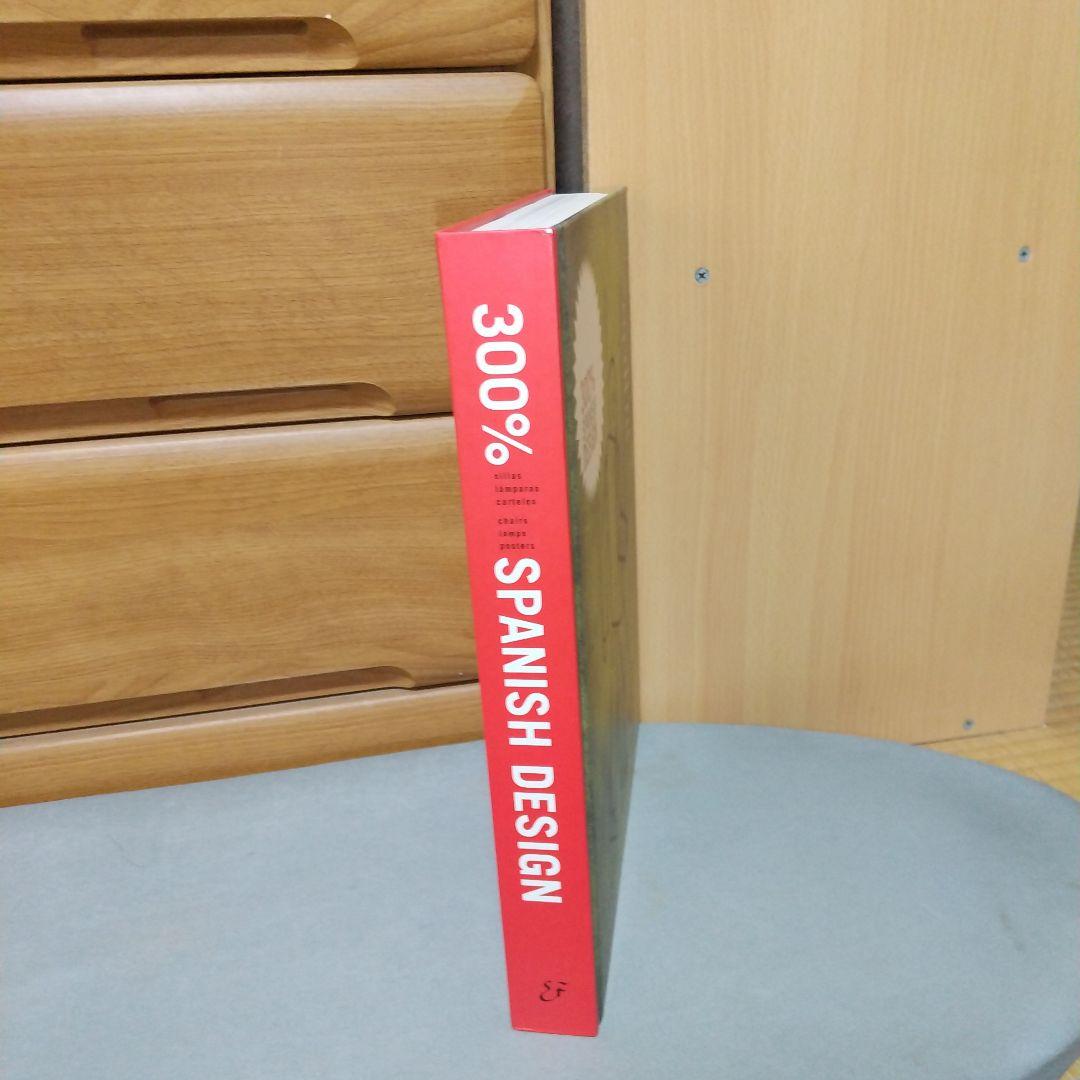 300%
sillas
lámparas
carteles
chairs
lamps
posters
SPANISH DESIGN